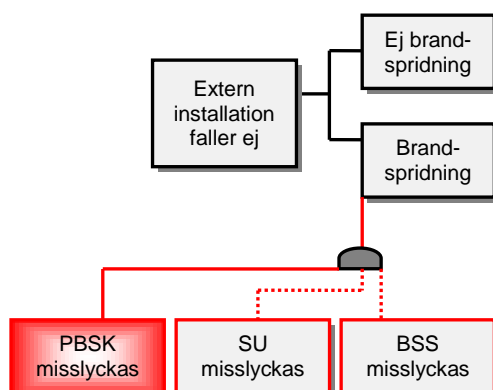 Ej brand-
spridning
Extern
installation
faller ej
Brand-
spridning
PBSK
misslyckas
SU
misslyckas
BSS
misslyckas